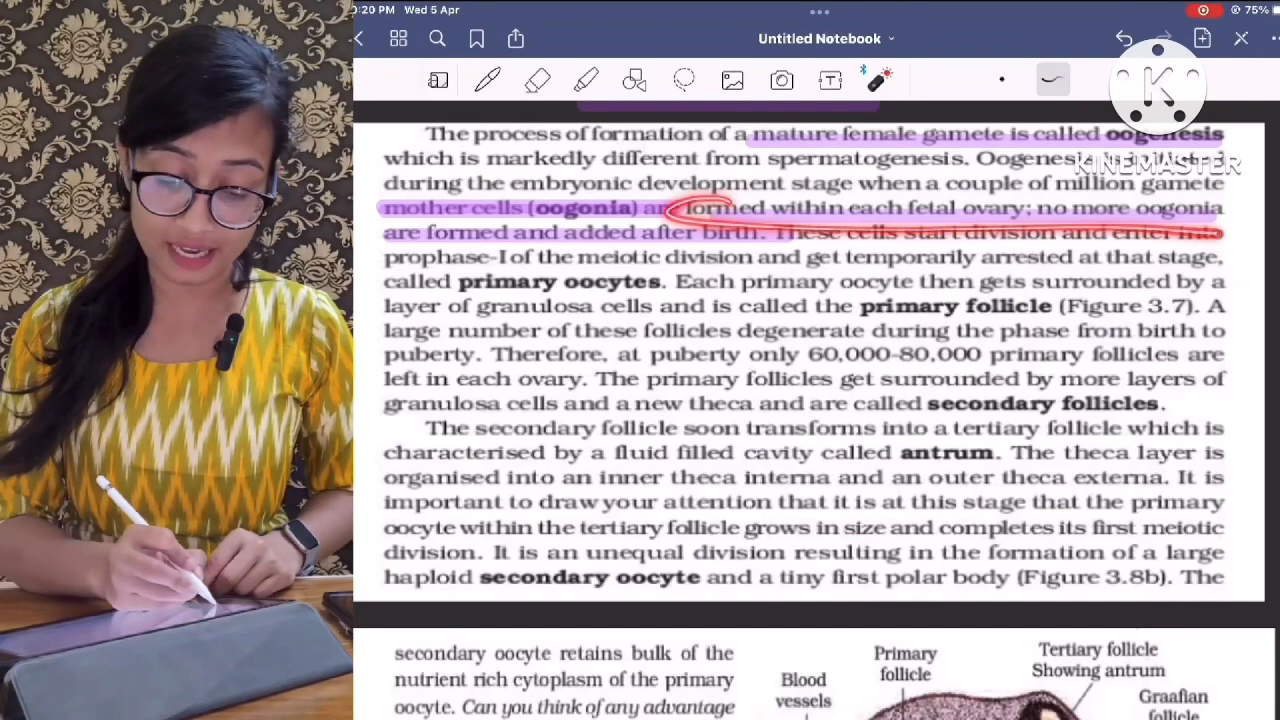 :20 PM Wed 5 Apr
75%
Untitled Notebook
K
KINEMASTER
The process of formation of a mature female gamete is called oogenesis
which is markedly different from spermatogenesis. Oogenesis
during the embryonic development stage when a couple of million gamete
mother cells (oogonia) are formed within each fetal ovary; no more oogonia
are formed and added after birth. These cells start division and enter into
prophase-I of the meiotic division and get temporarily arrested at that stage,
called primary oocytes. Each primary oocyte then gets surrounded by a
layer of granulosa cells and is called the primary follicle (Figure 3.7). A
large number of these follicles degenerate during the phase from birth to
puberty. Therefore, at puberty only 60,000-80,000 primary follicles are
left in each ovary. The primary follicles get surrounded by more layers of
granulosa cells and a new theca and are called secondary follicles.
The secondary follicle soon transforms into a tertiary follicle which is
characterised by a fluid filled cavity called antrum. The theca layer is
organised into an inner theca interna and an outer theca externa. It is
important to draw your attention that it is at this stage that the primary
oocyte within the tertiary follicle grows in size and completes its first meiotic
division. It is an unequal division resulting in the formation of a large
haploid secondary oocyte and a tiny first polar body (Figure 3.8b). The
secondary oocyte retains bulk of the
nutrient rich cytoplasm of the primary
oocyte. Can you think of any advantage
Blood
vessels
Primary
follicle
Tertiary follicle
Showing antrum
Graafian
follicle